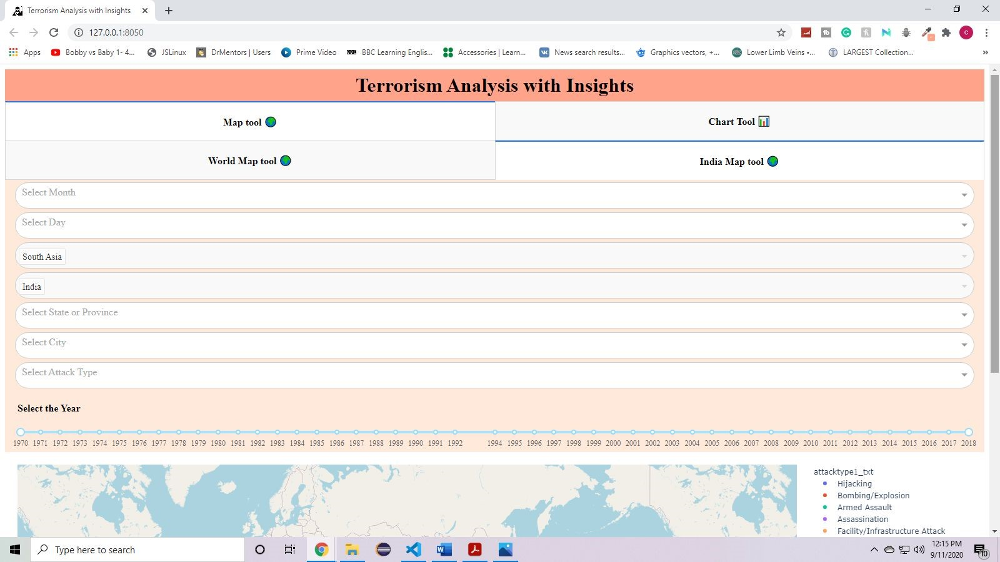 Terrorism Analysis with Insights
127.0.0.1:8050
C
Apps
Bobby vs Baby 1- 4...
JSLinux
DrMentors | Users
Prime Video
BBC
BBC Learning Englis...
Accessories | Learn...
News search results...
Graphics vectors, +...
Lower Limb Veins •...
LARGEST Collection...
»
Terrorism Analysis with Insights
Map tool
Chart Tool
World Map tool
India Map tool
Select Month
Select Day
South Asia
India
Select State or Province
Select City
Select Attack Type
Select the Year
1970 1971 1972 1973 1974 1975 1976 1977 1978 1979 1980 1981 1982 1983 1984 1985 1986 1987 1988 1989 1990 1991 1992 1994 1995 1996 1997 1998 1999 2000 2001 2002 2003 2004 2005 2006 2007 2008 2009 2010 2011 2012 2013 2014 2015 2016 2017 2018
attacktype1_txt
Hijacking
Bombing/Explosion
Armed Assault
Assassination
Facility/Infrastructure Attack
Type here to search
12:15 PM
9/11/2020
10